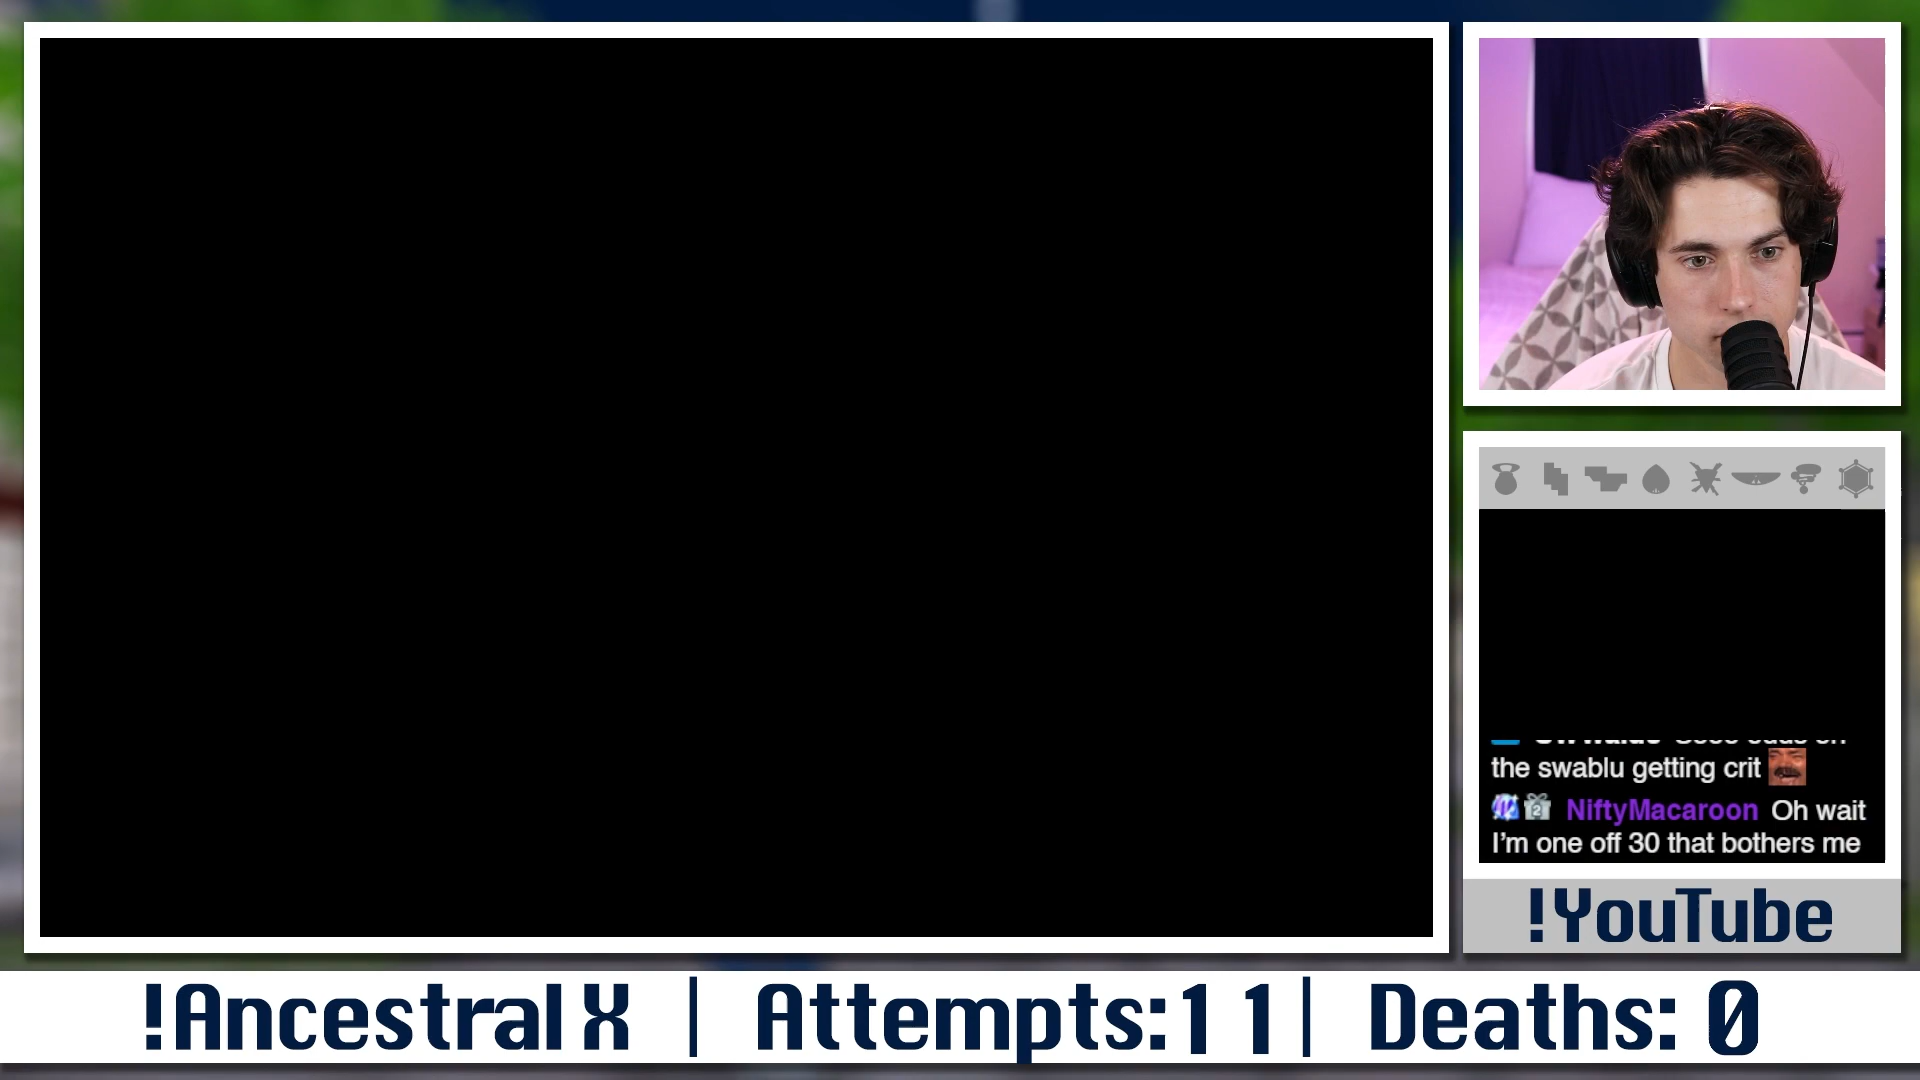 the swablu getting crit
NiftyMacaroon Oh wait
I'm one off 30 that bothers me
!YouTube
!Ancestral X | Attempts:11| Deaths: 0